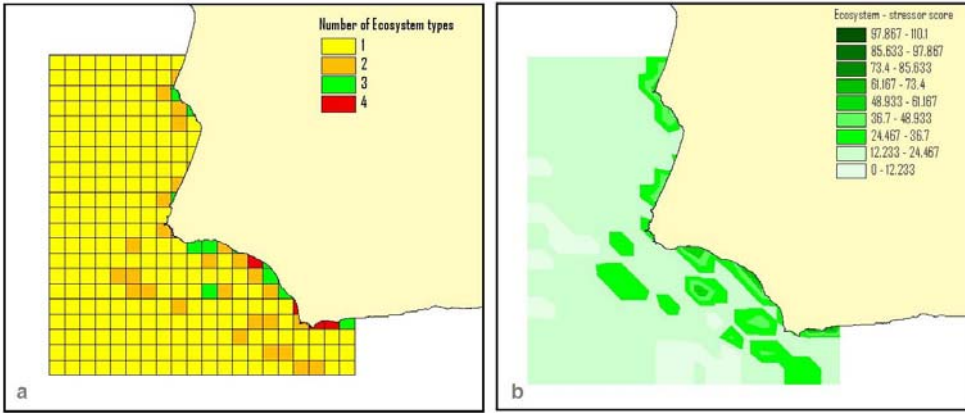 Number of Ecosystem types
1
2
3
4
a
Ecosystem - stressor score
97.867 - 110.1
85.633 - 97.867
73.4 - 85.633
61.167 - 73.4
48.933 - 61.167
36.7 - 48.933
24.467 - 36.7
12.233 - 24.467
0 - 12.233
b